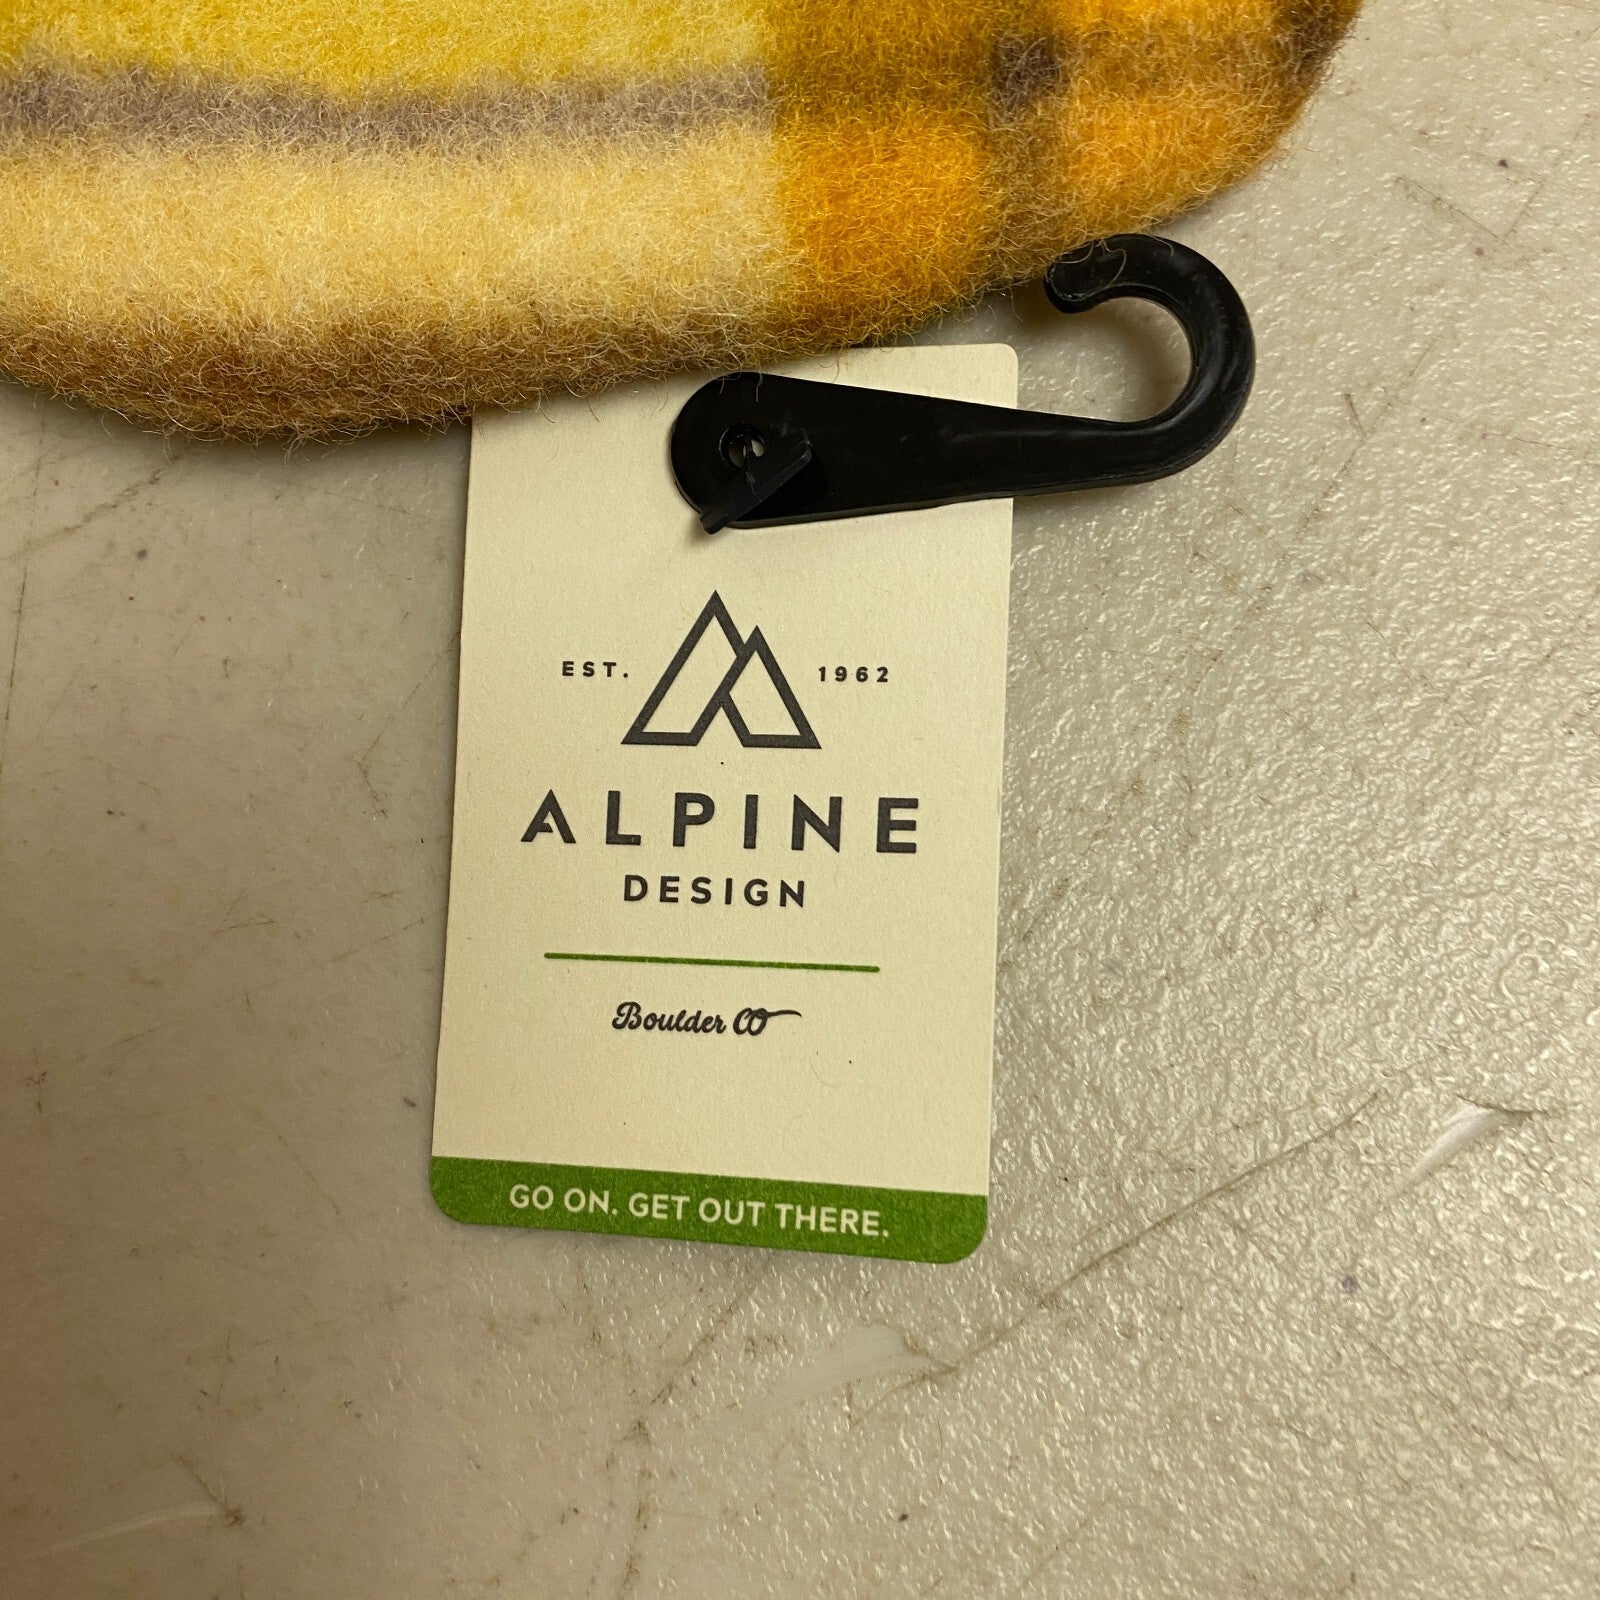 EST. 1962
ALPINE
DESIGN
Boulder CO
GO ON. GET OUT THERE.